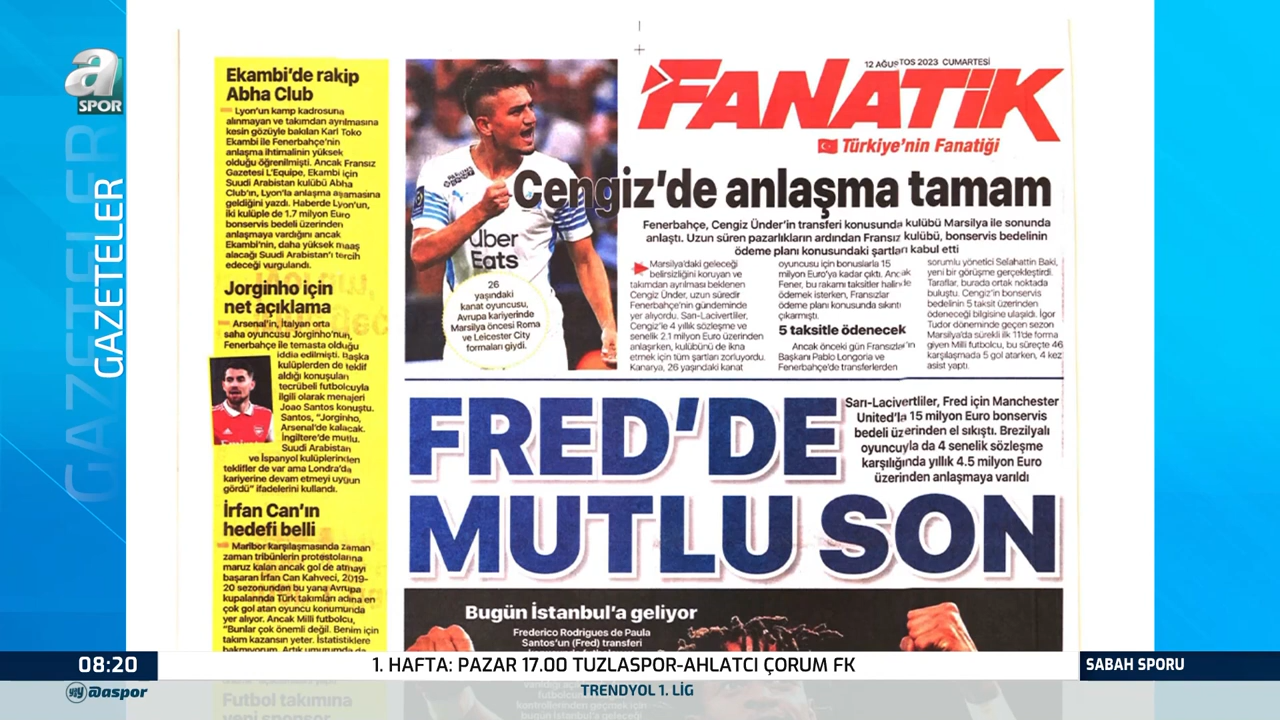 a
SPOR
GAZETELER
GAZETELER
Ekambi'de rakip
Abha Club
Lyon'un kamp kadrosuna
alınmayan ve takımdan ayrılmasına
kesin gözüyle bakılan Karl Toko
Ekambi ile Fenerbahçe'nin
anlaşma ihtimalinin yüksek
olduğu öğrenilmişti. Ancak Fransız
Gazetesi L'Equipe, Ekambi için
Suudi Arabistan kulübü Abha
Club'ın, Lyon'la anlaşma aşamasına
geldiğini yazdı. Haberde Lyon'un,
iki kulüple de 1.7 milyon Euro
bonservis bedeli üzerinden
anlaşmaya vardığını ancak
Ekambi'nin, daha yüksek maaş
alacağı Suudi Arabistan'ı tercih
edeceği vurgulandı.
Jorginho için
net açıklama
Arsenal'in, İtalyan orta
saha oyuncusu Jorginho'nun,
Fenerbahçe ile temasta olduğu
iddia edilmişti. Başka
kulüplerden de teklif
aldığı konuşulan
tecrübeli futbolcuyla
ilgili olarak menajeri
Joao Santos konuştu.
Santos, "Jorginho,
Arsenal'de kalacak.
İngiltere'de mutlu.
Suudi Arabistan
ve İspanyol kulüplerinden
teklifler de var ama Londra'da
kariyerine devam etmeyi uygun
gördü" ifadelerini kullandı.
İrfan Can'ın
hedefi belli
Maribor karşılaşmasında zaman
zaman tribünlerin protestolarına
maruz kalan ancak gol de atmayı
başaran İrfan Can Kahveci, 2019-
20 sezonundan bu yana Avrupa
kupalarında Türk takımları adına en
çok gol atan oyuncu konumunda
yer alıyor. Ancak Milli futbolcu,
"Bunlar çok önemli değil. Benim için
takım kazansın yeter. İstatistiklere
bakmıyorum. Artık umurumda da
Futbol takımına
yeni sponsor
12 AĞUSTOS 2023 CUMARTESİ
FANATİK
Türkiye'nin Fanatiği
Cengiz'de anlaşma tamam
Fenerbahçe, Cengiz Ünder'in transferi konusunda kulübü Marsilya ile sonunda
anlaştı. Uzun süren pazarlıkların ardından Fransız kulübü, bonservis bedelinin
ödeme planı konusundaki şartları kabul etti
Uber
Eats
26
yaşındaki
kanat oyuncusu,
Avrupa kariyerinde
Marsilya öncesi Roma
ve Leicester City
formaları giydi.
Marsilya'daki geleceği
belirsizliğini koruyan ve
takımdan ayrılması beklenen
Cengiz Ünder, uzun süredir
Fenerbahçe'nin gündeminde
yer alıyordu. Sarı-Lacivertliler,
Cengiz'le 4 yıllık sözleşme ve
senelik 2.1 milyon Euro üzerinden
anlaşırken, kulübünü de ikna
etmek için tüm şartları zorluyordu.
Kanarya, 26 yaşındaki kanat
oyuncusu için bonuslarla 15
milyon Euro'ya kadar çıktı. Ancak
Fener, bu rakamı taksitler halinde
ödemek isterken, Fransızlar
ödeme planı konusunda sıkıntı
çıkarmıştı.
5 taksitle ödenecek
Ancak önceki gün Fransızların
Başkanı Pablo Longoria ve
Fenerbahçe'de transferlerden
sorumlu yönetici Selahattin Baki,
yeni bir görüşme gerçekleştirdi.
Taraflar, burada ortak noktada
buluştu. Cengiz'in bonservis
bedelinin 5 taksit üzerinden
ödeneceği bilgisine ulaşıldı. Igor
Tudor döneminde geçen sezon
Marsilya'da sürekli ilk 11'de forma
giyen Milli futbolcu, bu süreçte 46
karşılaşmada 5 gol atarken, 4 kez
asist yaptı.
FRED'DE
MUTLU SON
Sarı-Lacivertliler, Fred için Manchester
United'la 15 milyon Euro bonservis
bedeli üzerinden el sıkıştı. Brezilyalı
oyuncuyla da 4 senelik sözleşme
karşılığında yıllık 4.5 milyon Euro
üzerinden anlaşmaya varıldı
Bugün İstanbul'a geliyor
Frederico Rodrigues de Paula
Santos'un (Fred) transferi
08:20
1. HAFTA: PAZAR 17.00 TUZLASPOR-AHLATCI ÇORUM FK
SABAH SPORU
@aspor
TRENDYOL 1. LİG